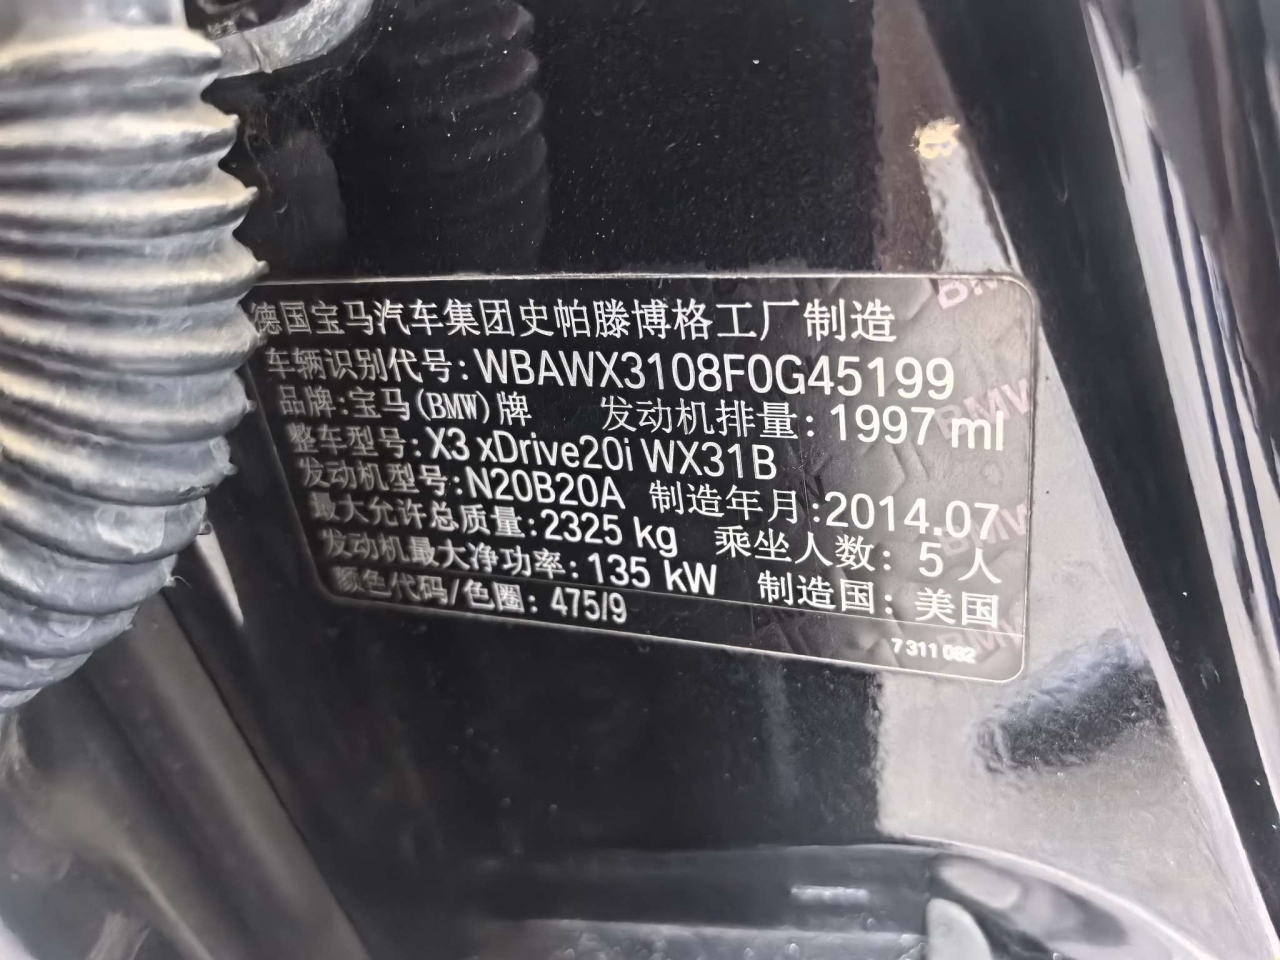 德国宝马汽车集团史帕滕博格工厂制造
车辆识别代号:WBAWX3108F0G45199
品牌:宝马(BMW)牌 发动机排量:1997 ml
整车型号:X3 xDrive20i WX31B
发动机型号:N20B20A 制造年月:2014.07
最大允许总质量:2325 kg 乘坐人数:5人
发动机最大净功率:135 kW 制造国:美国
颜色代码/色圈:475/9
7 311 082
BMW
BMW
BMW
BMW